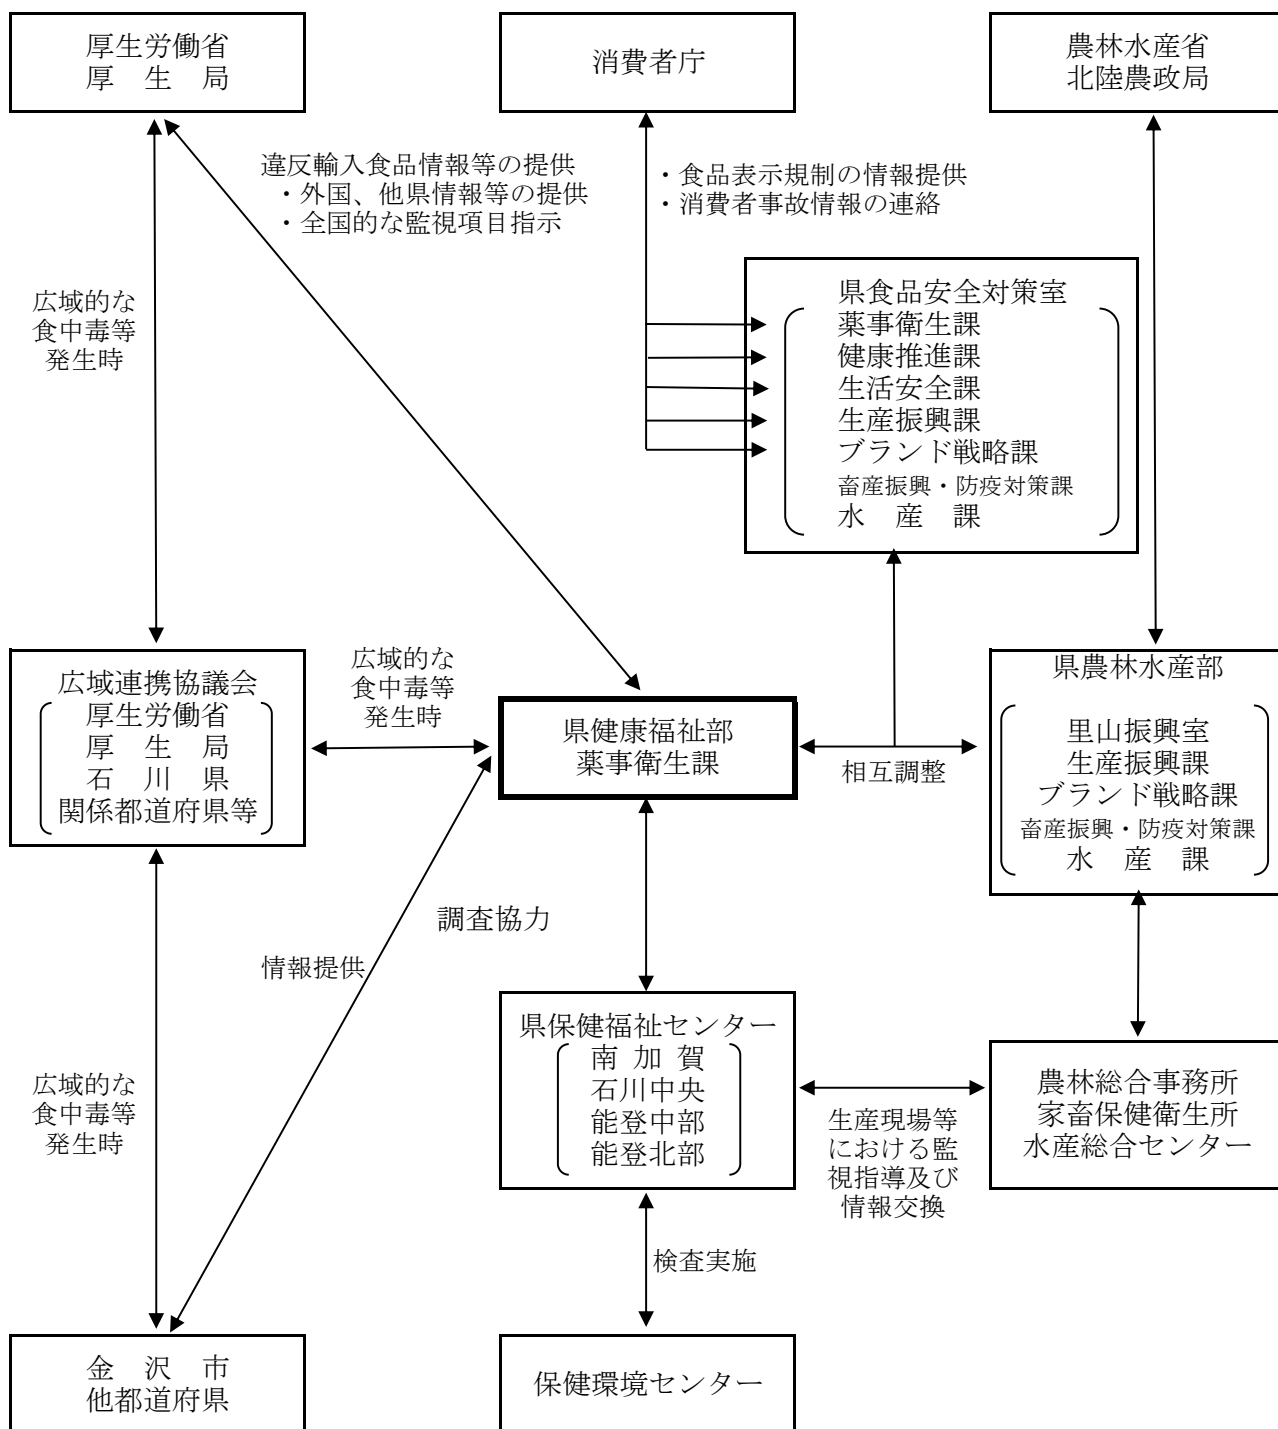 厚生労働省
厚　生　局
消費者庁
農林水産省
北陸農政局
違反輸入食品情報等の提供
・外国、他県情報等の提供
・全国的な監視項目指示
・食品表示規制の情報提供
・消費者事故情報の連絡
広域的な
食中毒等
発生時
県食品安全対策室
薬事衛生課
健康推進課
生活安全課
生産振興課
ブランド戦略課
畜産振興・防疫対策課
水　産　課
広域連携協議会
厚生労働省
厚　生　局
石　川　県
関係都道府県等
広域的な
食中毒等
発生時
県健康福祉部
薬事衛生課
相互調整
県農林水産部
里山振興室
生産振興課
ブランド戦略課
畜産振興・防疫対策課
水　産　課
調査協力
情報提供
県保健福祉センター
南 加 賀
石川中央
能登中部
能登北部
生産現場等
における監
視指導及び
情報交換
農林総合事務所
家畜保健衛生所
水産総合センター
広域的な
食中毒等
発生時
検査実施
金　沢　市
他都道府県
保健環境センター